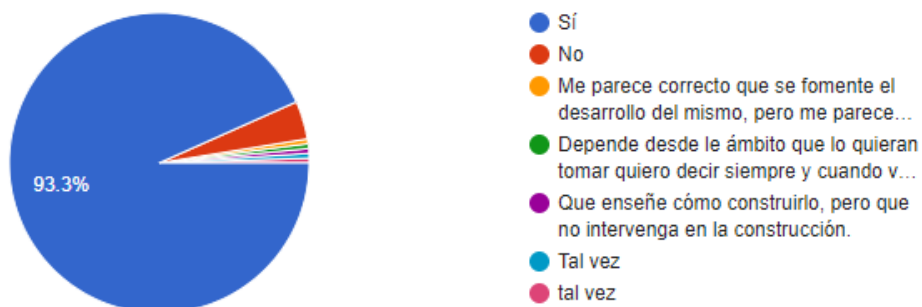 93.3%
Sí
No
Me parece correcto que se fomente el
desarrollo del mismo, pero me parece...
Depende desde le ámbito que lo quieran
tomar quiero decir siempre y cuando v...
Que enseñe cómo construirlo, pero que
no intervenga en la construcción.
Tal vez
tal vez